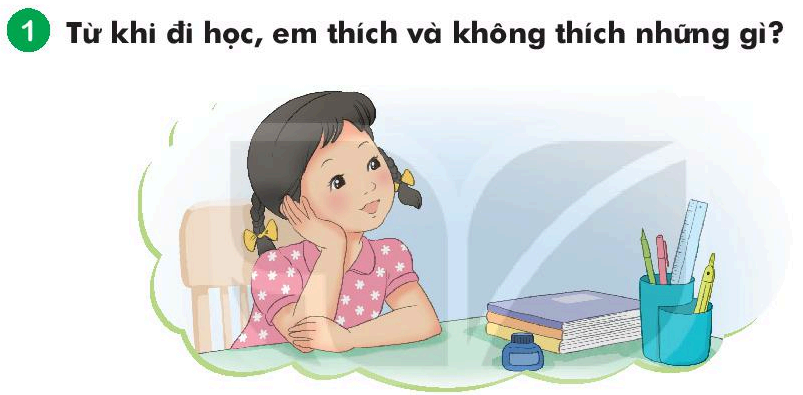 1 Từ khi đi học, em thích và không thích những gì?